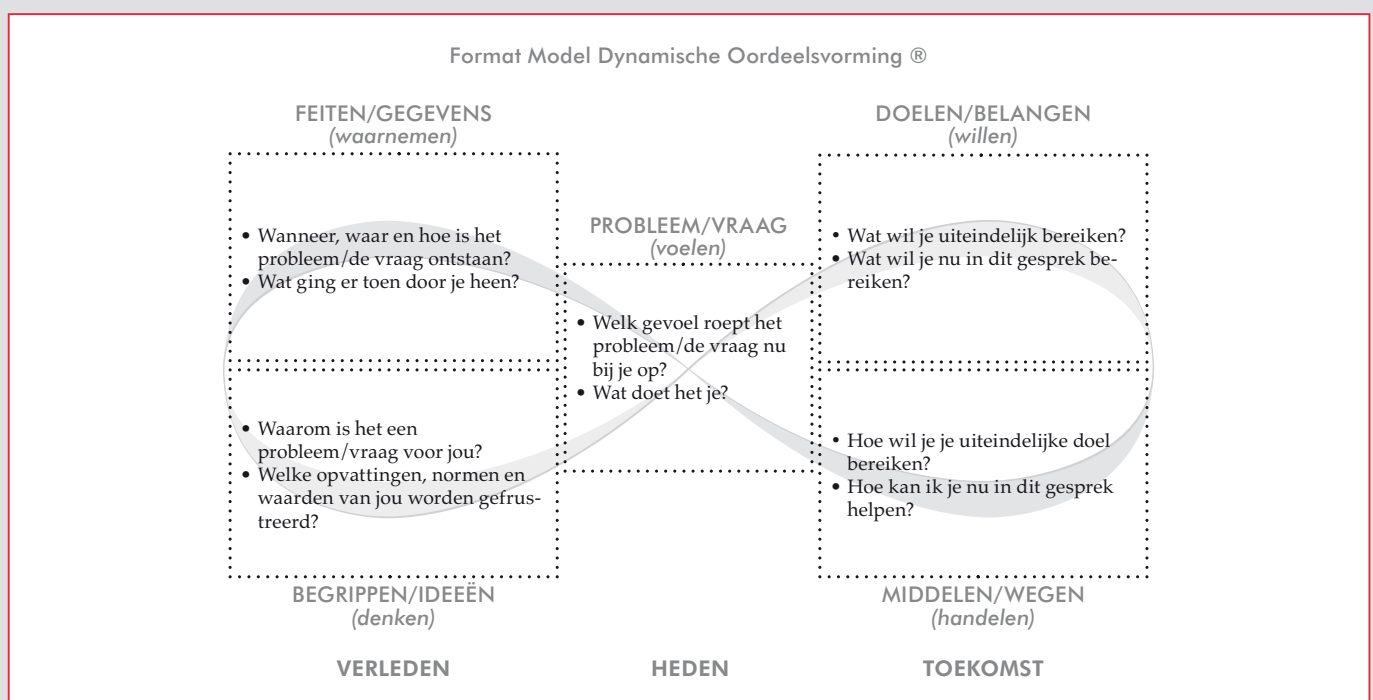 Format Model Dynamische Oordeelsvorming ®
FEITEN/GEGEVENS
(waarnemen)
• Wanneer, waar en hoe is het
probleem/de vraag ontstaan?
• Wat ging er toen door je heen?
• Waarom is het een
probleem/vraag voor jou?
• Welke opvattingen, normen en
waarden van jou worden gefrus-
treerd?
BEGRIPPEN/IDEEËN
(denken)
VERLEDEN
PROBLEEM/VRAAG
(voelen)
• Welk gevoel roept het
probleem/de vraag nu
bij je op?
• Wat doet het je?
HEDEN
DOELEN/BELANGEN
(willen)
• Wat wil je uiteindelijk bereiken?
• Wat wil je nu in dit gesprek be-
reiken?
• Hoe wil je je uiteindelijke doel
bereiken?
• Hoe kan ik je nu in dit gesprek
helpen?
MIDDELEN/WEGEN
(handelen)
TOEKOMST